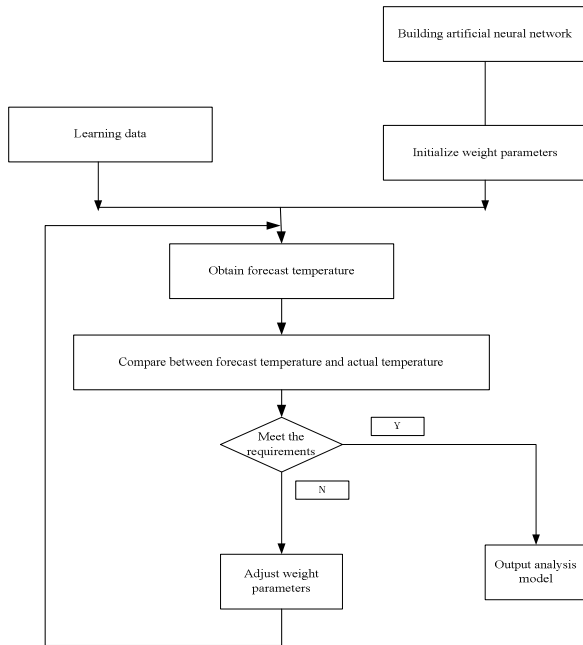 Building artificial neural network
Learning data
Initialize weight parameters
Obtain forecast temperature
Compare between forecast temperature and actual temperature
Meet the
requirements
Y
N
Adjust weight
parameters
Output analysis
model